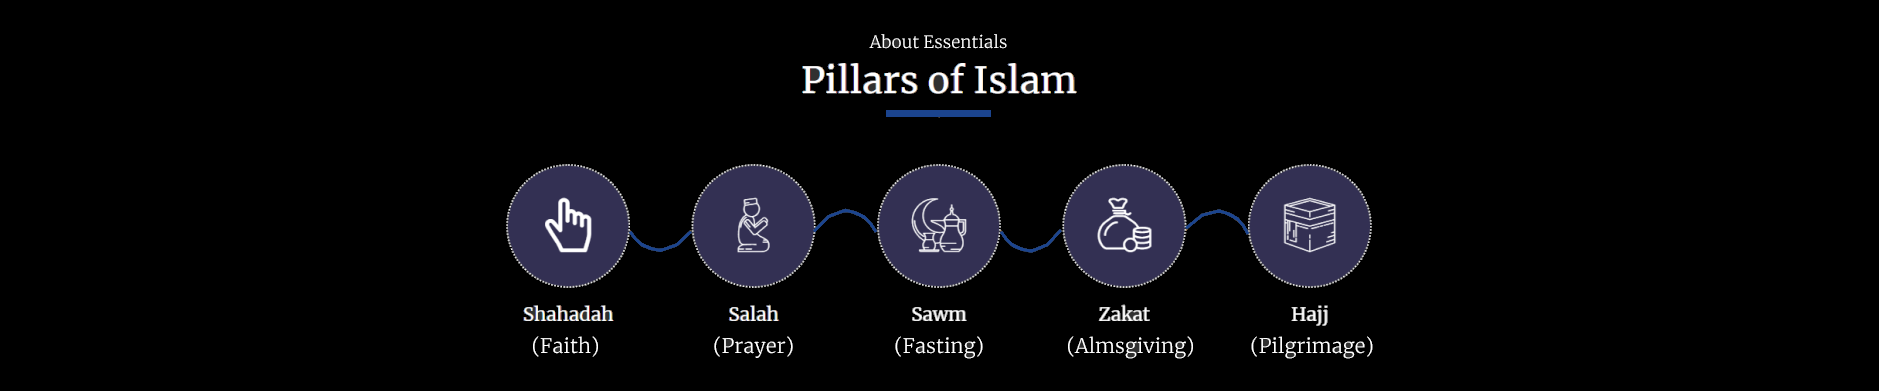 About Essentials
Pillars of Islam
Shahadah
(Faith)
Salah
(Prayer)
Sawm
(Fasting)
Zakat
(Almsgiving)
Hajj
(Pilgrimage)